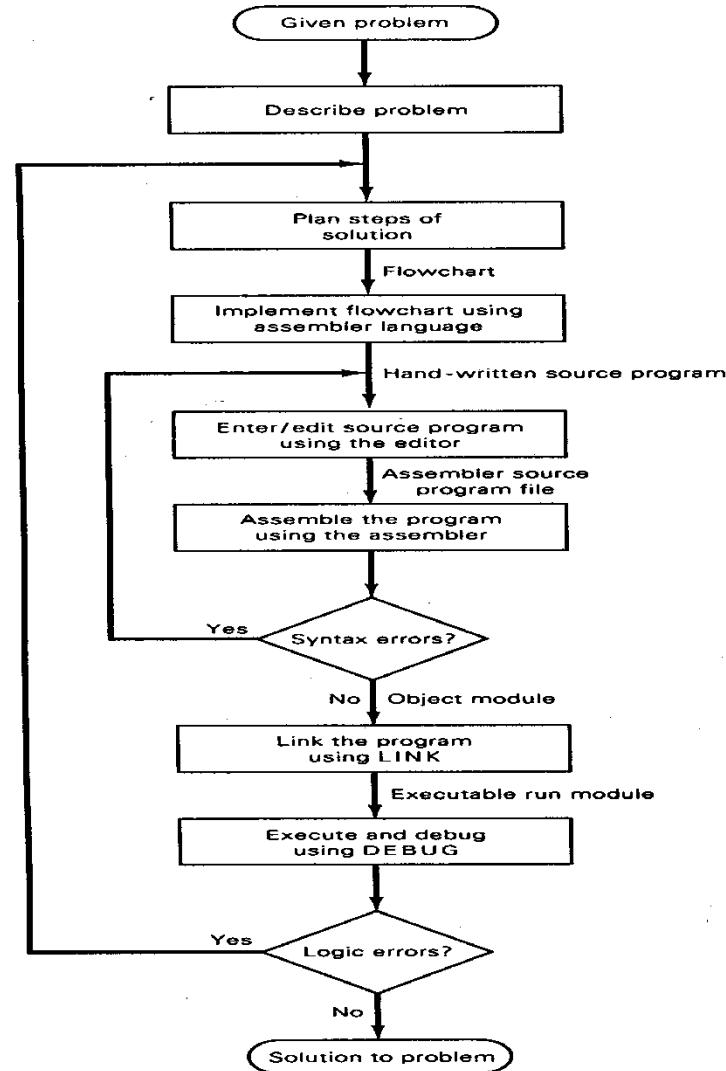 Given problem
Describe problem
Plan steps of
solution
Flowchart
Implement flowchart using
assembler language
Hand-written source program
Enter/edit source program
using the editor
Assembler source
program file
Assemble the program
using the assembler
Yes
Syntax errors?
No
Object module
Link the program
using LINK
Executable run module
Execute and debug
using DEBUG
Yes
Logic errors?
No
Solution to problem